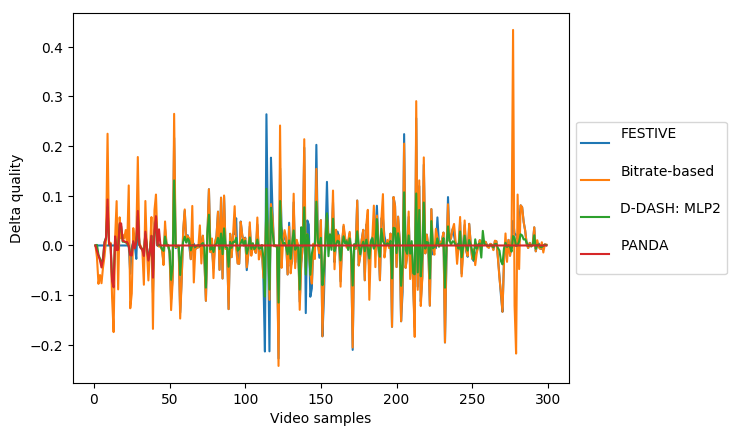 0.4
0.3
0.2
0.1
0.0
−0.1
−0.2
Delta quality
0 50 100 150 200 250 300
Video samples
FESTIVE
Bitrate-based
D-DASH: MLP2
PANDA